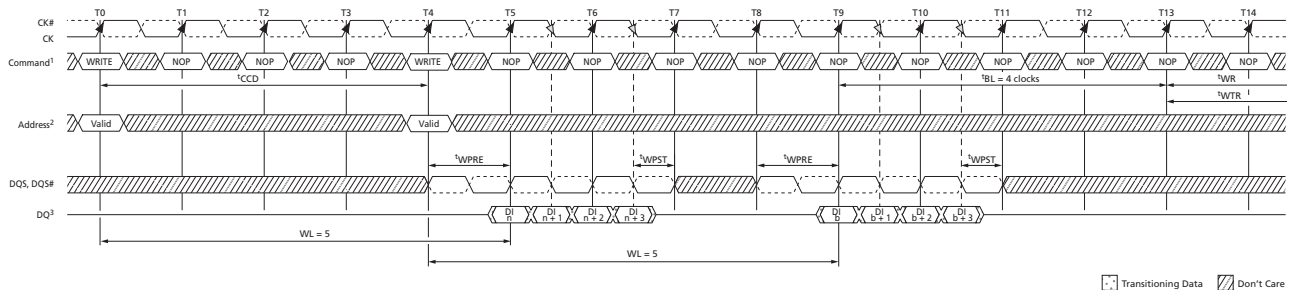 T0 T1 T2 T3 T4 T5 T6 T7 T8 T9 T10 T11 T12 T13 T14
CK#
CK
Command1 WRITE NOP NOP NOP WRITE NOP NOP NOP NOP NOP NOP NOP NOP NOP NOP
tCCD tBL = 4 clocks tWR
tWTR
Address2 Valid Valid
tWPRE tWPST tWPRE tWPST
DQS, DQS#
DQ3 DI n DI n + 1 DI n + 2 DI n + 3 DI b DI b + 1 DI b + 2 DI b + 3
WL = 5
WL = 5
Transitioning Data Don't Care